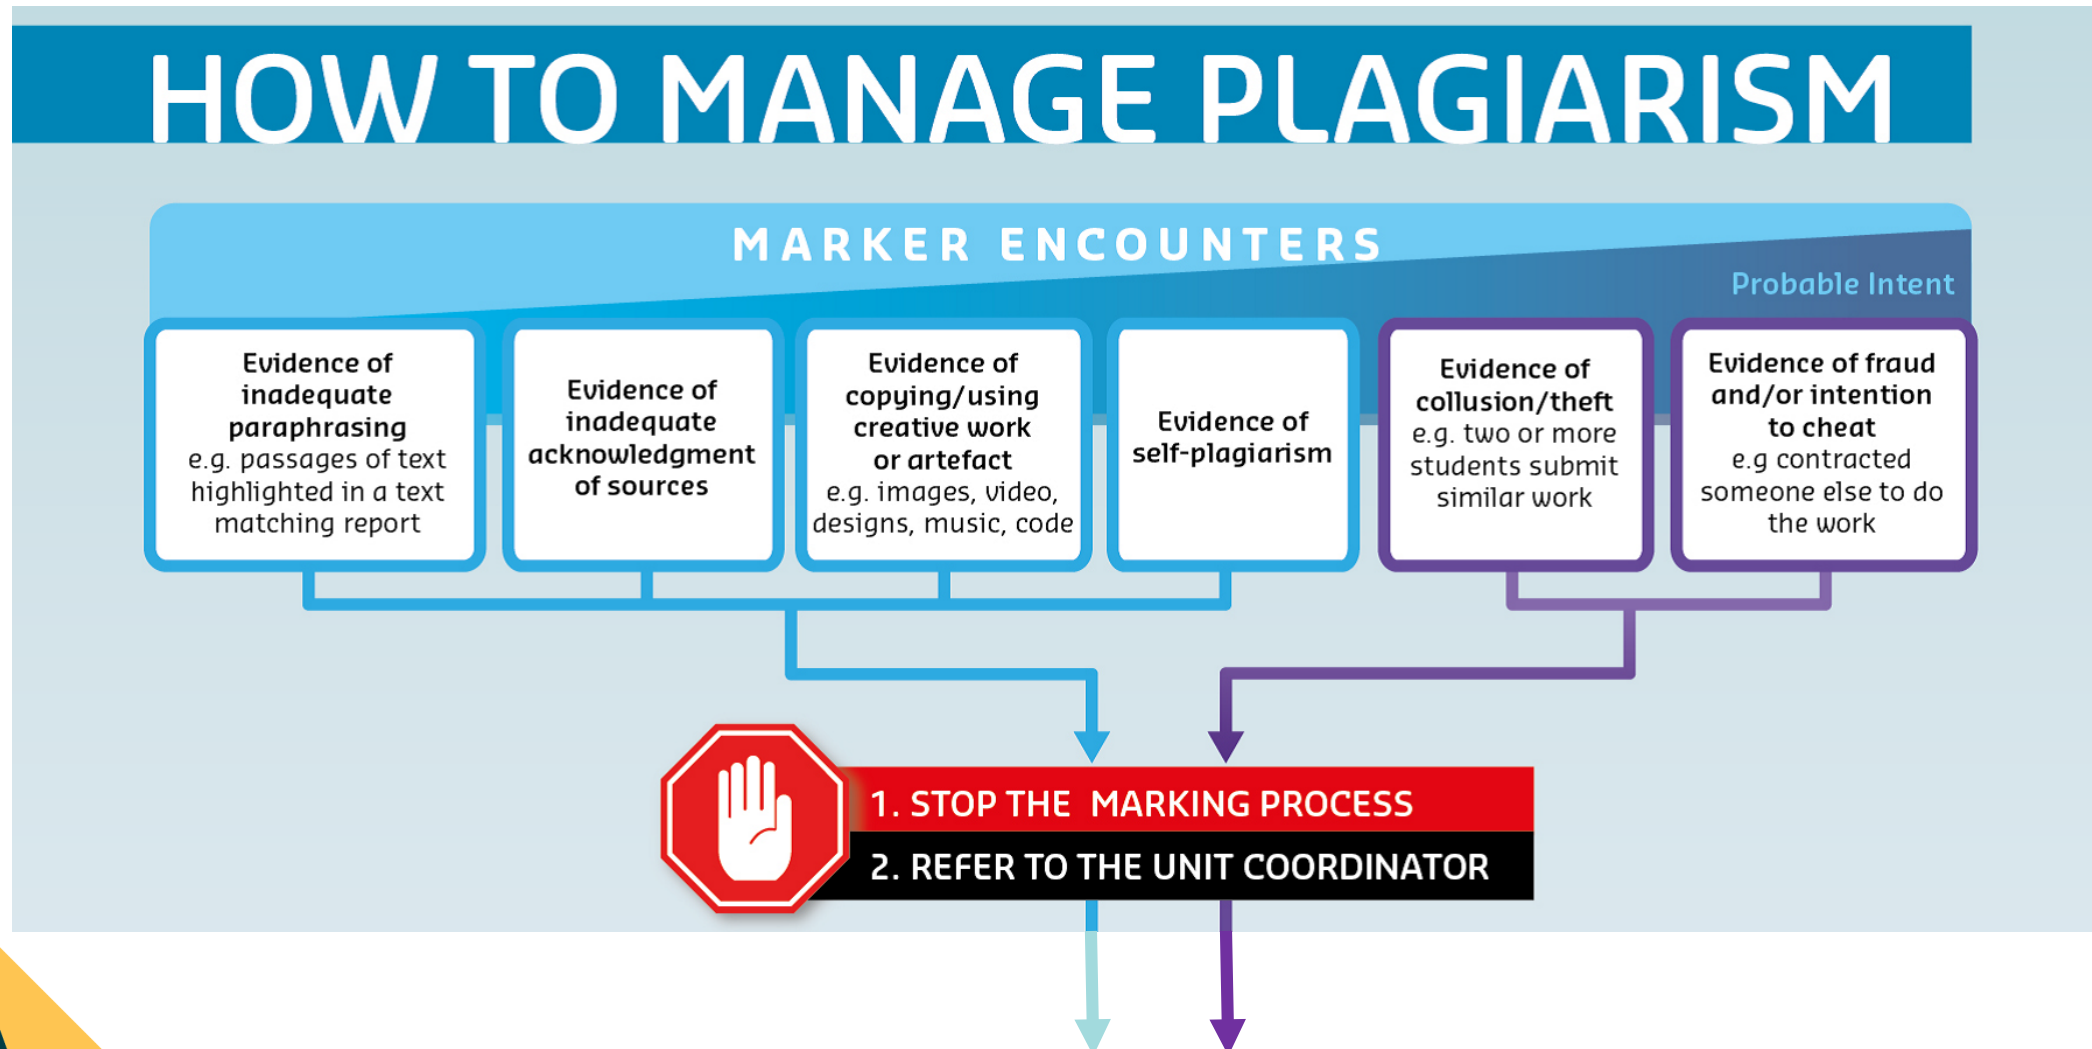 HOW TO MANAGE PLAGIARISM
MARKER ENCOUNTERS
Probable Intent
Evidence of
inadequate
paraphrasing
e.g. passages of text
highlighted in a text
matching report
Evidence of
inadequate
acknowledgment
of sources
Evidence of
copying/using
creative work
or artefact
e.g. images, video,
designs, music, code
Evidence of
self-plagiarism
Evidence of
collusion/theft
e.g. two or more
students submit
similar work
Evidence of fraud
and/or intention
to cheat
e.g contracted
someone else to do
the work
1. STOP THE MARKING PROCESS
2. REFER TO THE UNIT COORDINATOR